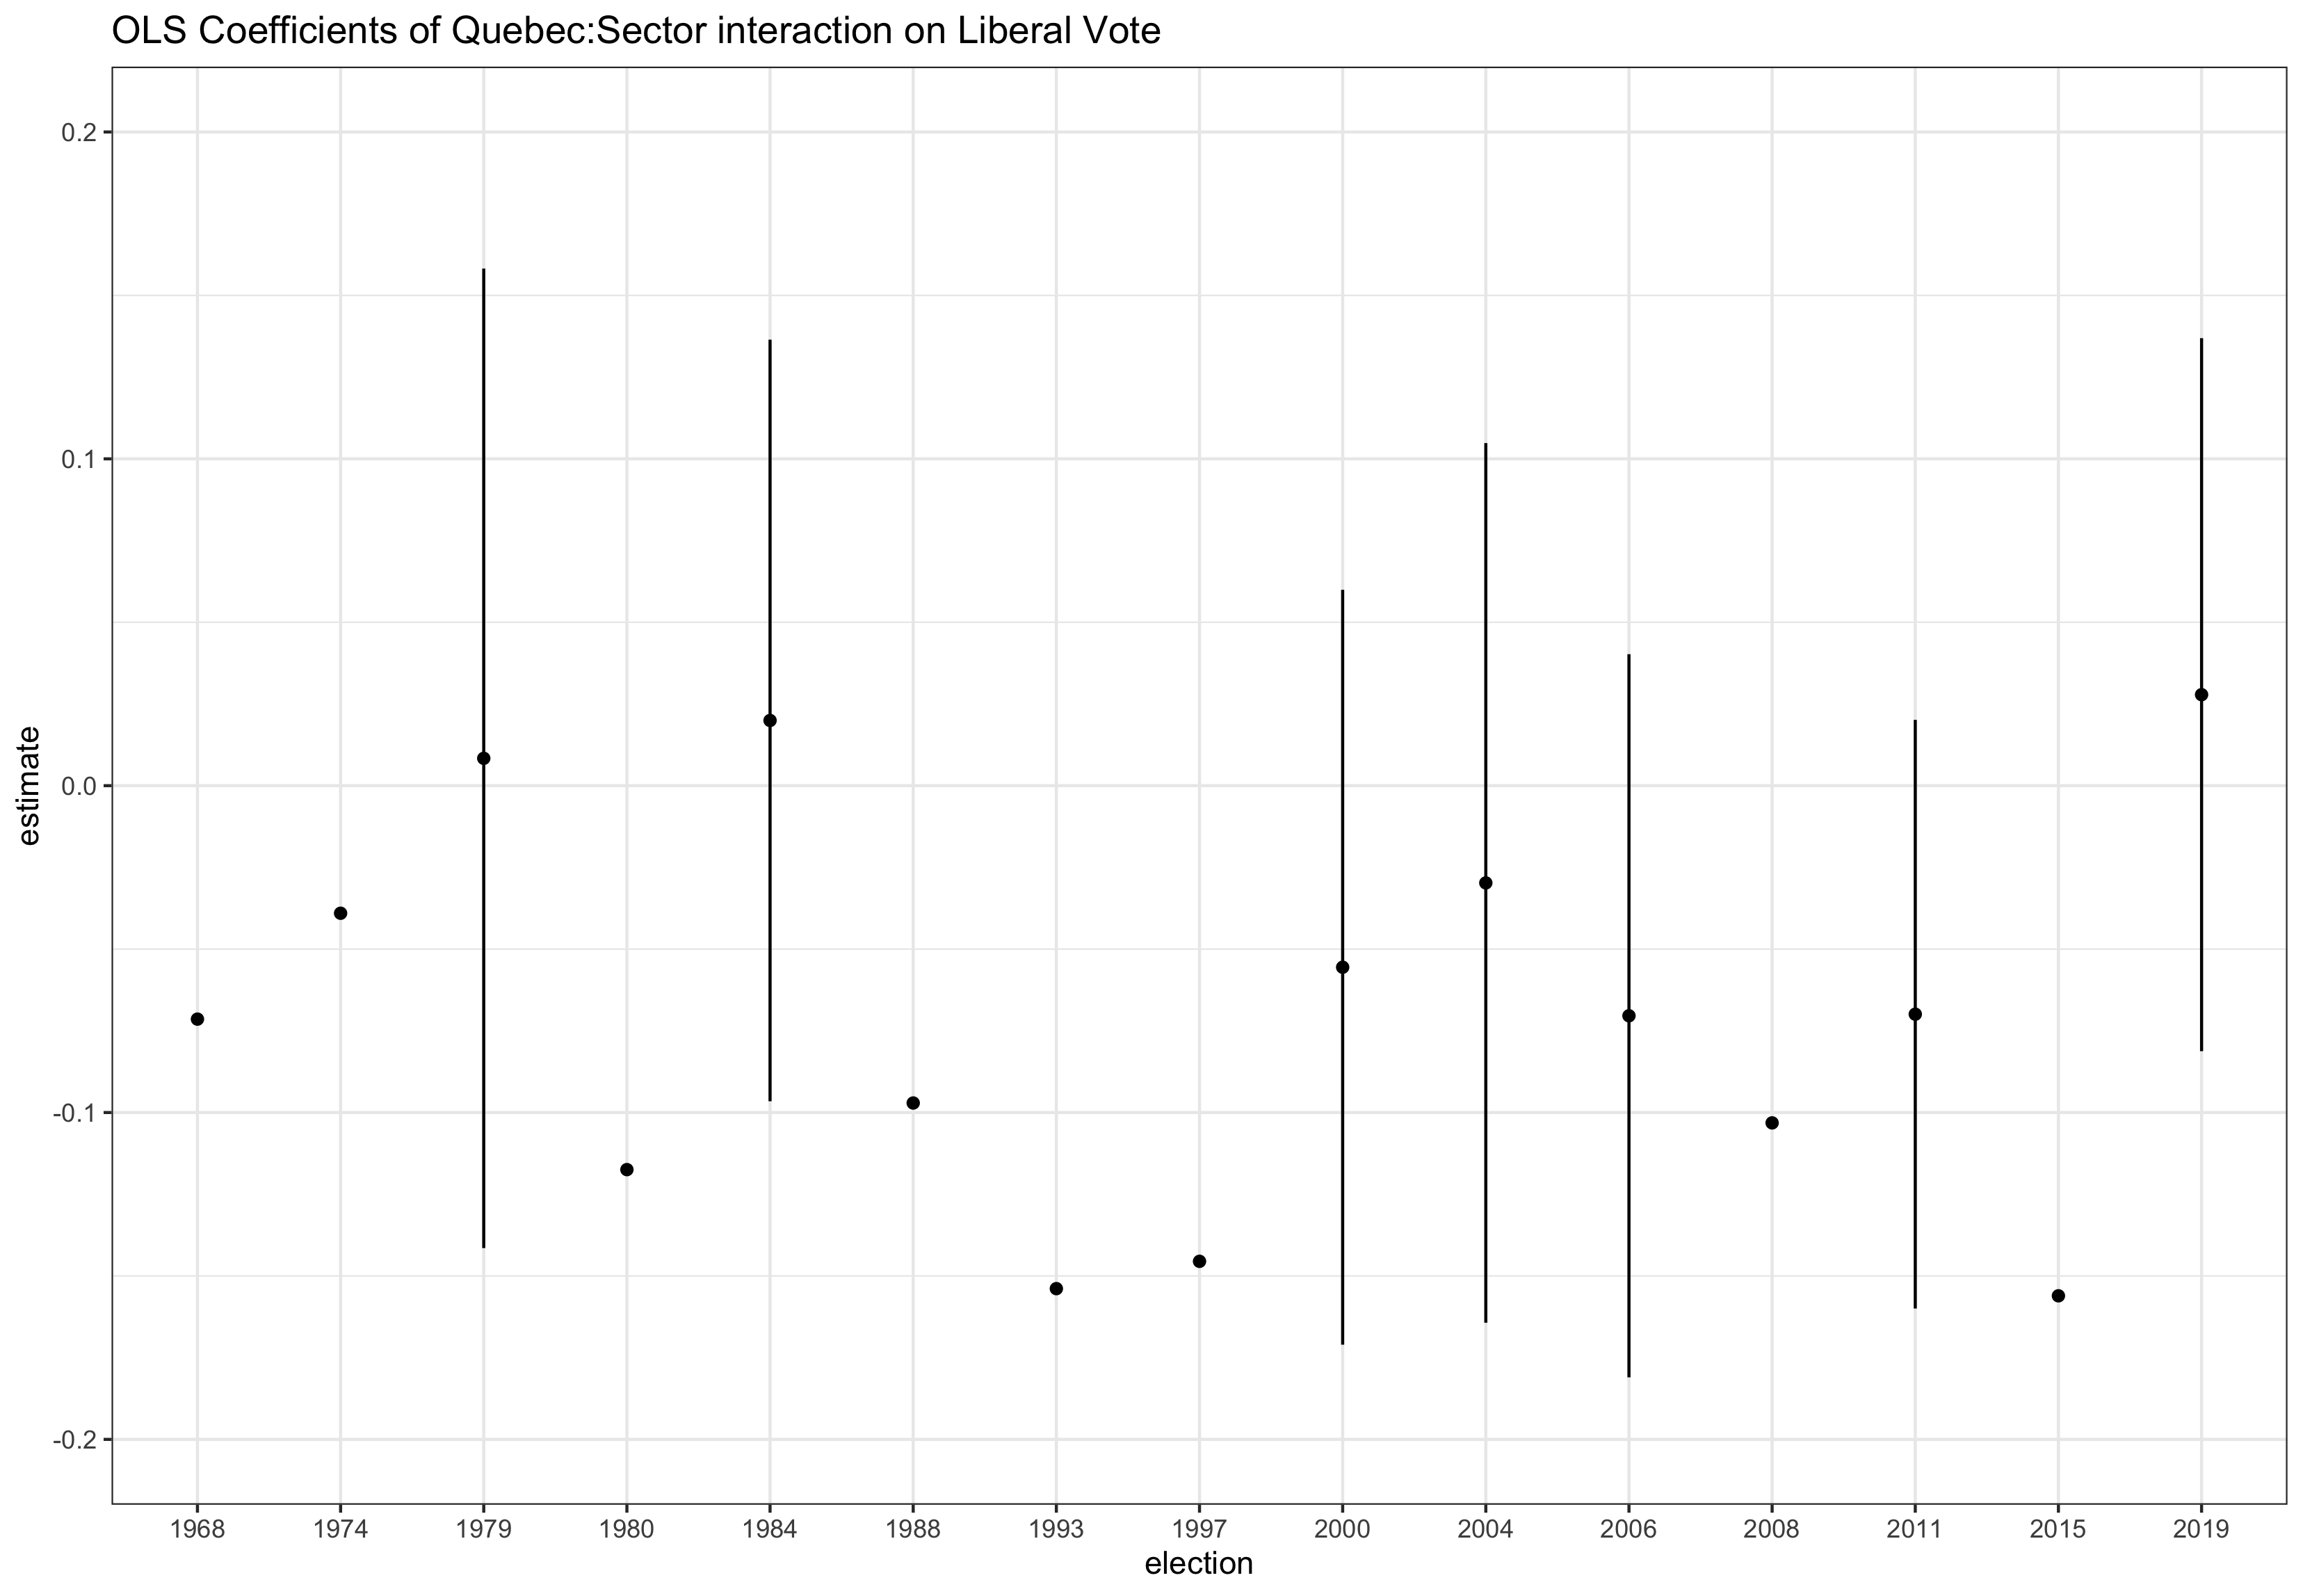 OLS Coefficients of Quebec:Sector interaction on Liberal Vote
estimate
0.2
0.1
0.0
-0.1
-0.2
1968 1974 1979 1980 1984 1988 1993 1997 2000 2004 2006 2008 2011 2015 2019
election